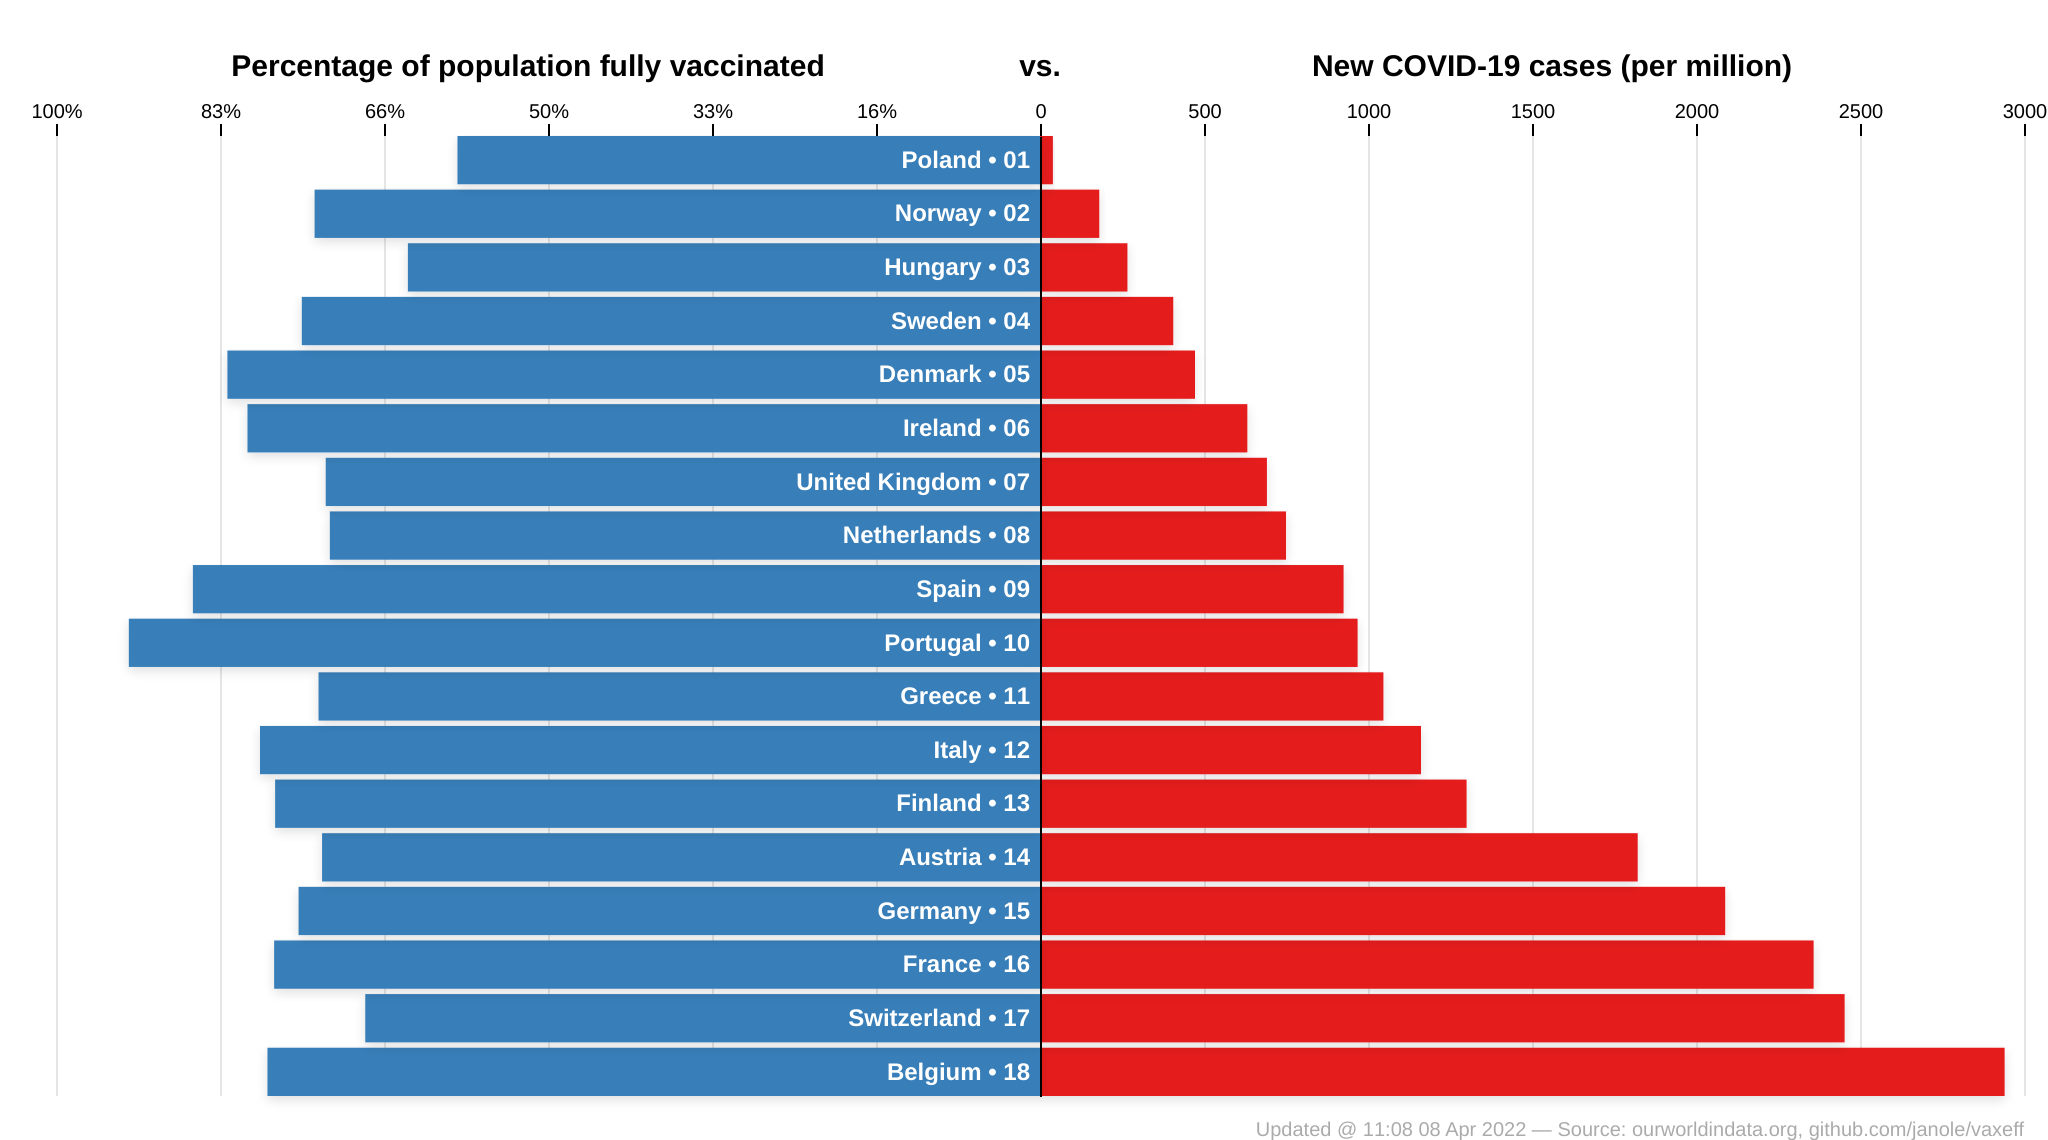 Percentage of population fully vaccinated vs. New COVID-19 cases (per million)
100% 83% 66% 50% 33% 16% 0 500 1000 1500 2000 2500 3000
Poland • 01
Norway • 02
Hungary • 03
Sweden • 04
Denmark • 05
Ireland • 06
United Kingdom • 07
Netherlands • 08
Spain • 09
Portugal • 10
Greece • 11
Italy • 12
Finland • 13
Austria • 14
Germany • 15
France • 16
Switzerland • 17
Belgium • 18
Updated @ 11:08 08 Apr 2022 — Source: ourworldindata.org, github.com/janole/vaxeff